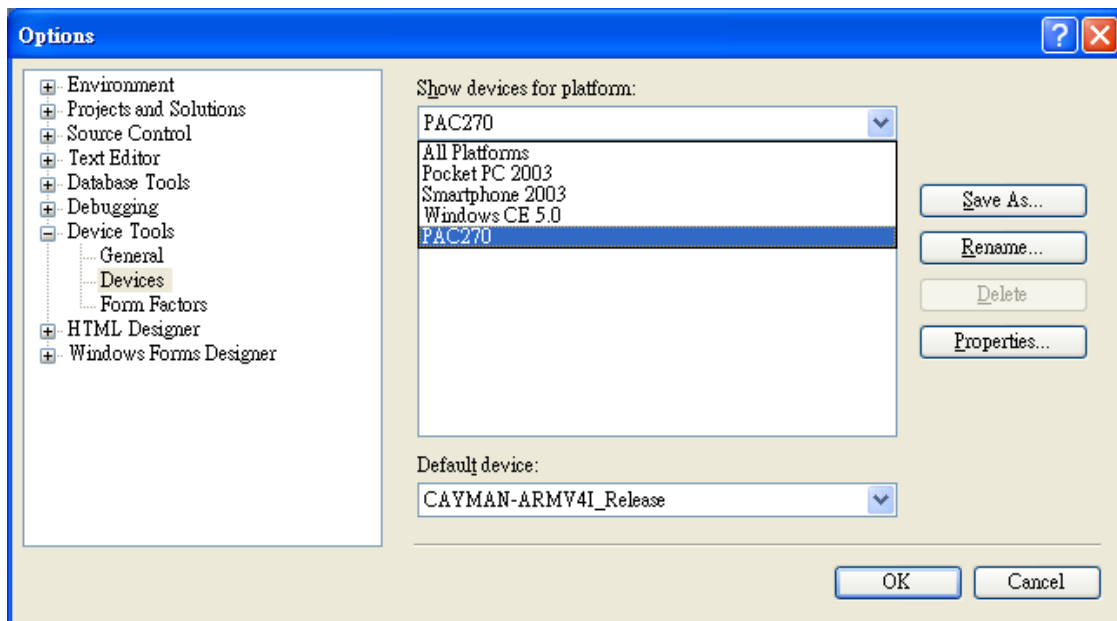 Options
Environment
Projects and Solutions
Source Control
Text Editor
Database Tools
Debugging
Device Tools
General
Devices
Form Factors
HTML Designer
Windows Forms Designer
Show devices for platform:
PAC270
All Platforms
Pocket PC 2003
Smartphone 2003
Windows CE 5.0
PAC270
Save As...
Rename...
Delete
Properties...
Default device:
CAYMAN-ARMV4I_Release
OK
Cancel